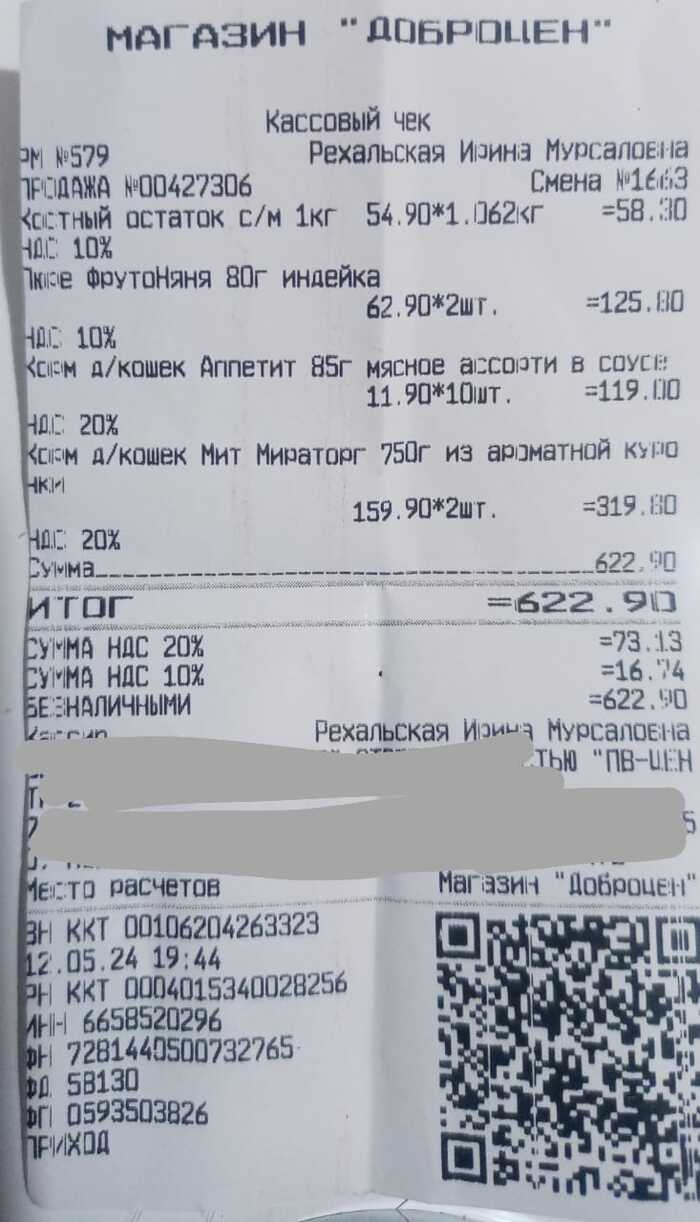 МАГАЗИН "ДОБРОЦЕН"
Кассовый чек
РМ №579 Рехальская Ирина Мурсаловна
ПРОДАЖА №00427306 Смена №1663
Костный остаток с/м 1кг 54.90*1.062кг =58.30
НДС 10%
Пюре ФрутоНяня 80г индейка
62.90*2шт. =125.80
НДС 10%
Корм д/кошек Аппетит 85г мясное ассорти в соусе
11.90*10шт. =119.00
НДС 20%
Корм д/кошек Мит Мираторг 750г из ароматной куро
чки
159.90*2шт. =319.80
НДС 20%
Сумма 622.90
ИТОГ =622.90
СУММА НДС 20% =73.13
СУММА НДС 10% =16.74
БЕЗНАЛИЧНЫМИ =622.90
Кассир Рехальская Ирина Мурсаловна
"ПВ-ЦЕН
Место расчетов Магазин "Доброцен"
ЗН ККТ 00106204263323
12.05.24 19:44
РН ККТ 0004015340028256
ИНН 6658520296
ФН 7281440500732765
ФД 58130
ФП 0593503826
ПРИХОД